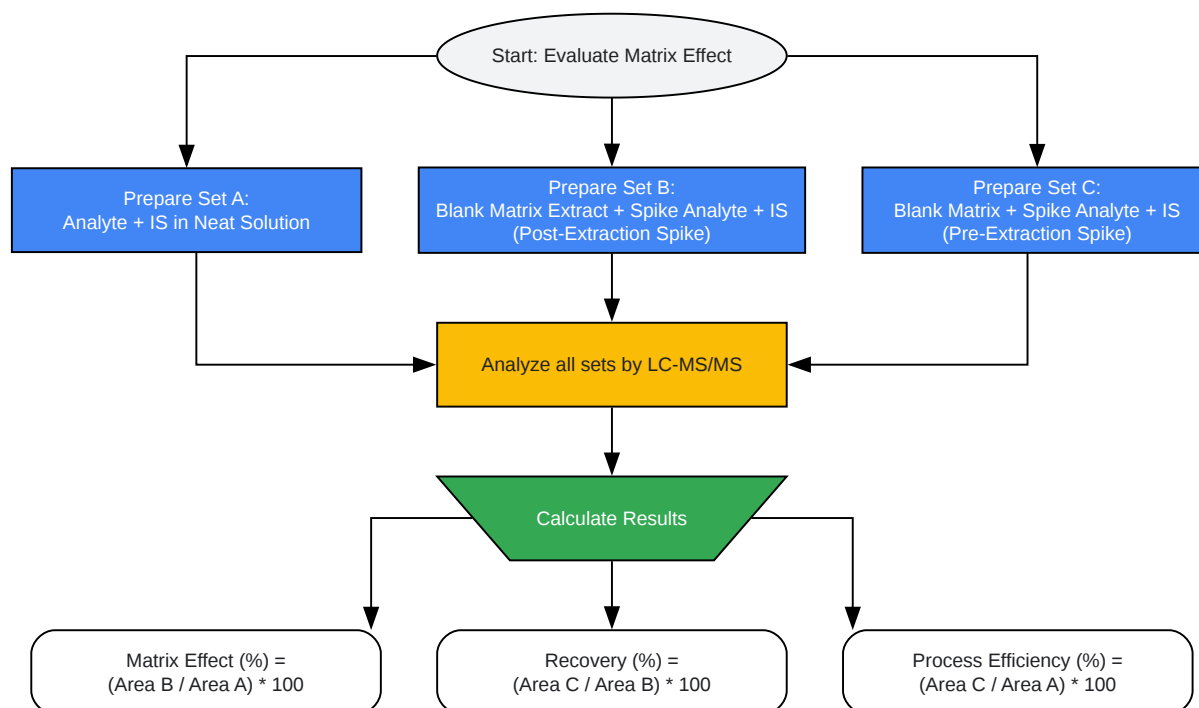 Start: Evaluate Matrix Effect
Prepare Set A:
Analyte + IS in Neat Solution
Prepare Set B:
Blank Matrix Extract + Spike Analyte + IS
(Post-Extraction Spike)
Prepare Set C:
Blank Matrix + Spike Analyte + IS
(Pre-Extraction Spike)
Analyze all sets by LC-MS/MS
Calculate Results
Matrix Effect (%) =
(Area B / Area A) * 100
Recovery (%) =
(Area C / Area B) * 100
Process Efficiency (%) =
(Area C / Area A) * 100